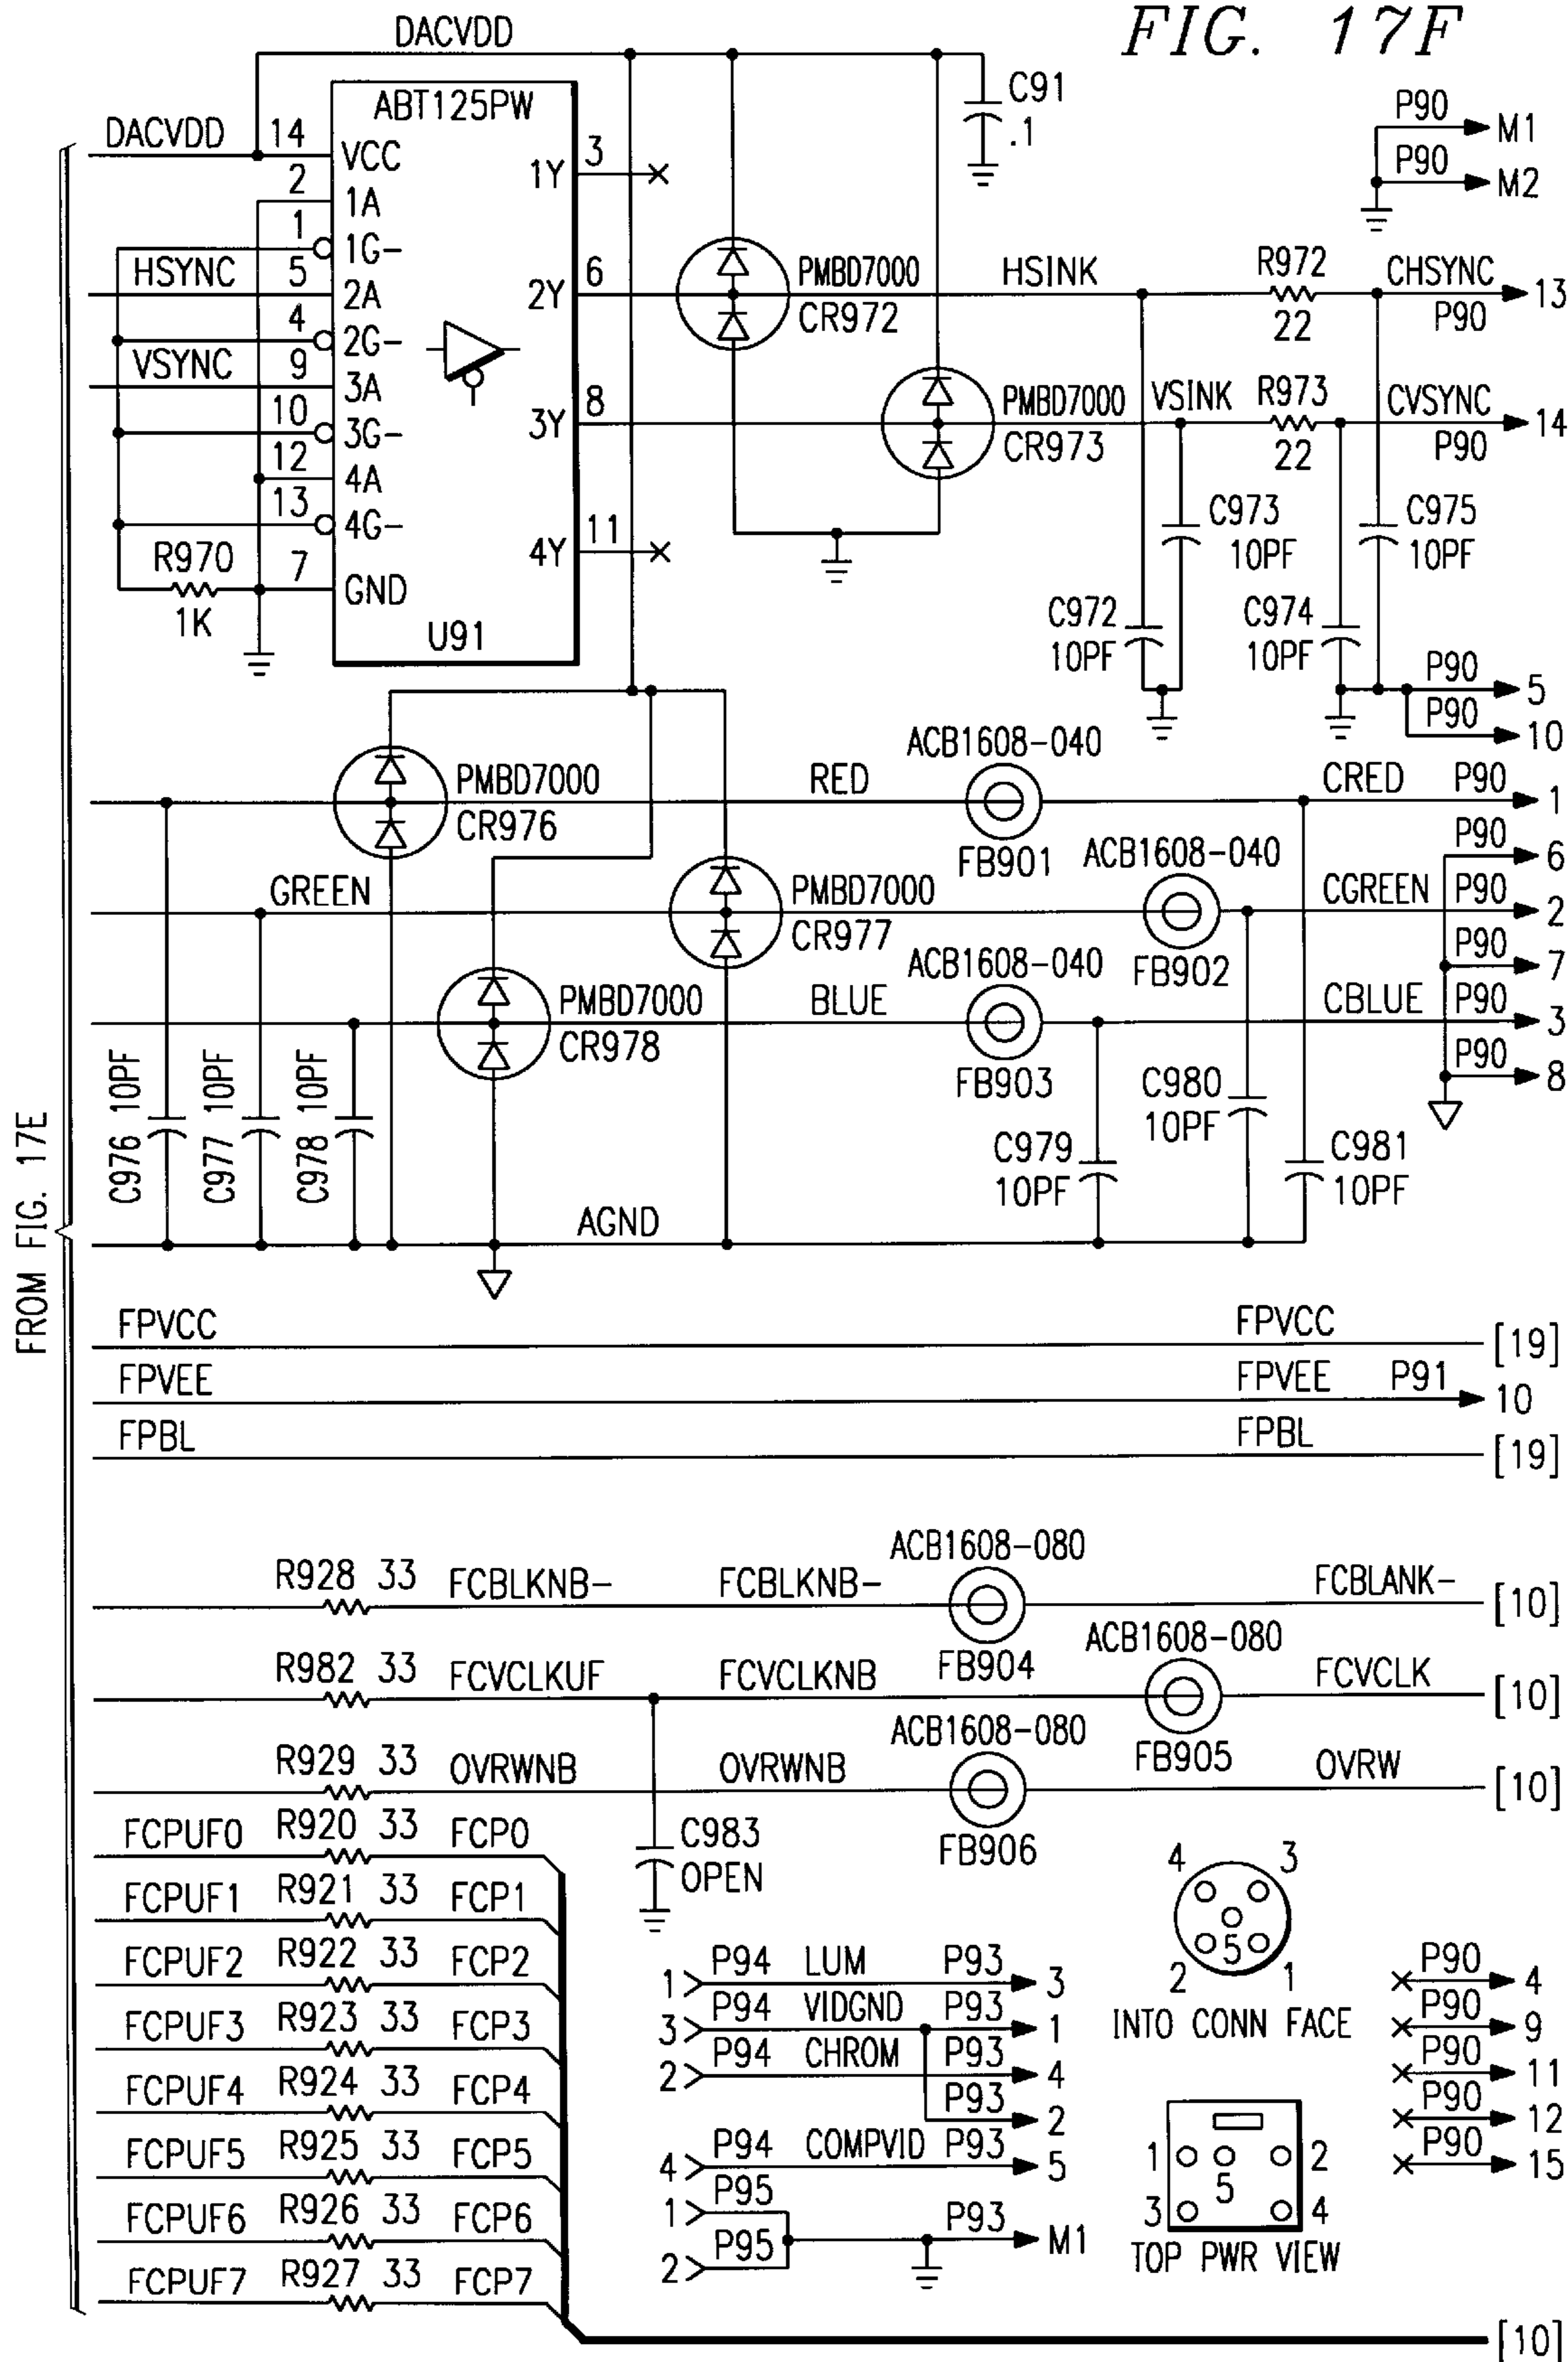 FIG. 17F
DACVDD
C91
.1
ABT125PW
DACVDD 14 VCC
2 1A
1 1G-
HSYNC 5 2A
4 2G-
VSYNC 9 3A
10 3G-
12 4A
13 4G-
7 GND
R970
1K
U91
1Y 3
2Y 6
3Y 8
4Y 11
P90 M1
P90 M2
PMBD7000
CR972
HSINK
R972
22
CHSYNC
P90
13
PMBD7000
CR973
VSINK
R973
22
CVSYNC
P90
14
C973
10PF
C975
10PF
C972
10PF
C974
10PF
P90 5
P90 10
PMBD7000
CR976
RED
ACB1608-040
FB901
CRED P90 1
P90 6
GREEN
PMBD7000
CR977
ACB1608-040
FB902
CGREEN P90 2
P90 7
PMBD7000
CR978
BLUE
ACB1608-040
FB903
CBLUE P90 3
P90 8
C976 10PF
C977 10PF
C978 10PF
C979
10PF
C980
10PF
C981
10PF
AGND
FROM FIG. 17E
FPVCC FPVCC [19]
FPVEE FPVEE P91 10
FPBL FPBL [19]
R928 33 FCBLKNB- FCBLKNB- ACB1608-080 FB904 FCBLANK- [10]
R982 33 FCVCLKUF FCVCLKNB ACB1608-080 FB905 FCVCLK [10]
R929 33 OVRWNB OVRWNB ACB1608-080 FB906 OVRW [10]
C983
OPEN
FCPUF0 R920 33 FCP0
FCPUF1 R921 33 FCP1
FCPUF2 R922 33 FCP2
FCPUF3 R923 33 FCP3
FCPUF4 R924 33 FCP4
FCPUF5 R925 33 FCP5
FCPUF6 R926 33 FCP6
FCPUF7 R927 33 FCP7
[10]
1 P94 LUM P93 3
3 P94 VIDGND P93 1
2 P94 CHROM P93 4
P93 2
4 P94 COMPVID P93 5
1 P95
2 P95
P93 M1
4 3
5
2 1
INTO CONN FACE
1 2
5
3 4
TOP PWR VIEW
P90 4
P90 9
P90 11
P90 12
P90 15